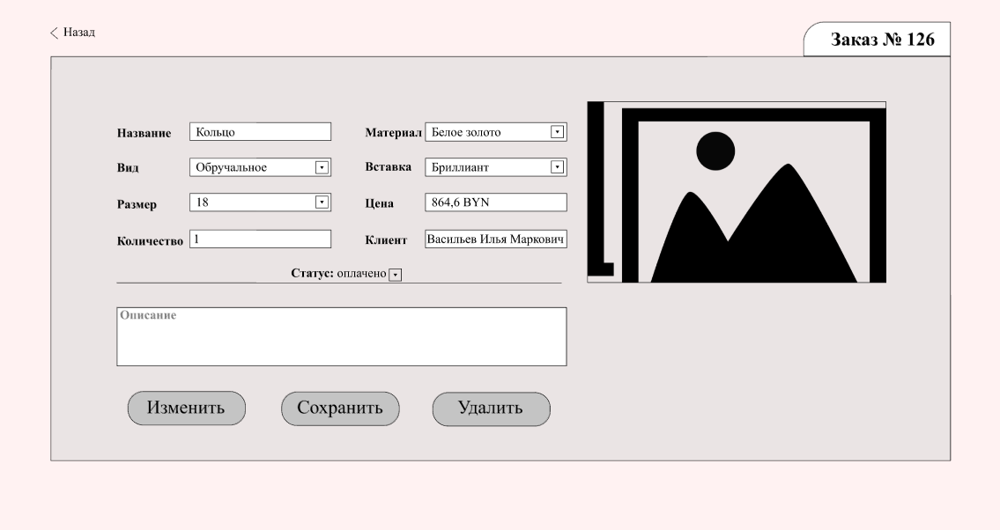 Назад
Заказ № 126
Название Кольцо Материал Белое золото
Вид Обручальное Вставка Бриллиант
Размер 18 Цена 864,6 BYN
Количество 1 Клиент Васильев Илья Маркович
Статус: оплачено
Описание
Изменить Сохранить Удалить